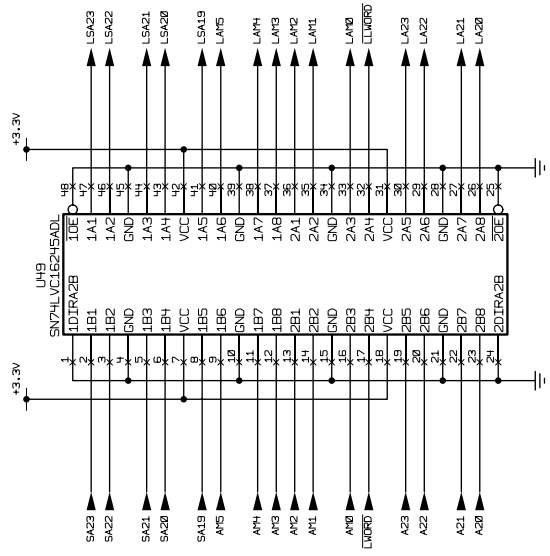 +3.3V +3.3V
U49
SN74LVC16245ADL
1 1DIRA2B 1OE 48
SA23 2 1B1 1A1 47 LSA23
SA22 3 1B2 1A2 46 LSA22
4 GND GND 45
SA21 5 1B3 1A3 44 LSA21
SA20 6 1B4 1A4 43 LSA20
7 VCC VCC 42
SA19 8 1B5 1A5 41 LSA19
AM5 9 1B6 1A6 40 LAM5
10 GND GND 39
AM4 11 1B7 1A7 38 LAM4
AM3 12 1B8 1A8 37 LAM3
AM2 13 2B1 2A1 36 LAM2
AM1 14 2B2 2A2 35 LAM1
15 GND GND 34
AM0 16 2B3 2A3 33 LAM0
LWORD 17 2B4 2A4 32 LLWORD
18 VCC VCC 31
A23 19 2B5 2A5 30 LA23
A22 20 2B6 2A6 29 LA22
21 GND GND 28
A21 22 2B7 2A7 27 LA21
A20 23 2B8 2A8 26 LA20
24 2DIRA2B 2OE 25